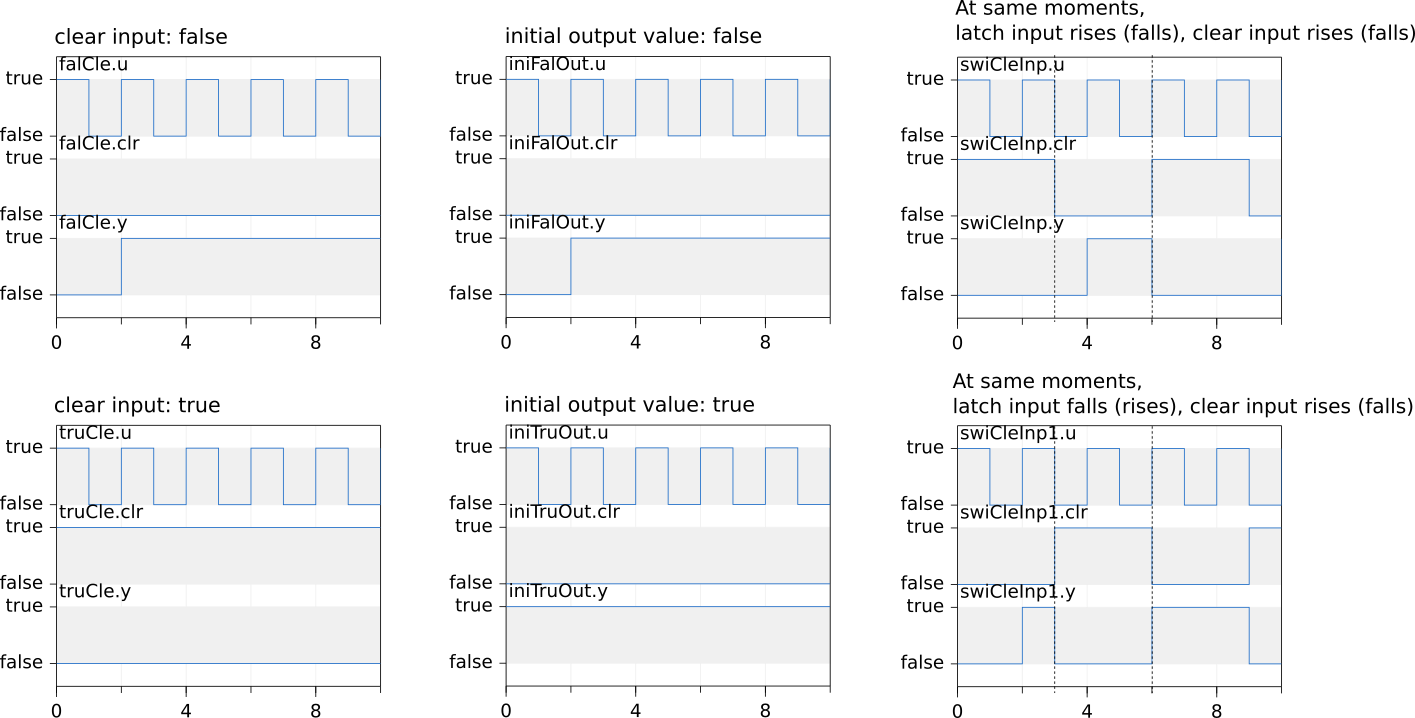 clear input: false
falCle.u
true
false
falCle.clr
true
false
falCle.y
true
false
0 4 8
initial output value: false
iniFalOut.u
true
false
iniFalOut.clr
true
false
iniFalOut.y
true
false
0 4 8
At same moments,
latch input rises (falls), clear input rises (falls)
swiCleInp.u
true
false
swiCleInp.clr
true
false
swiCleInp.y
true
false
0 4 8
clear input: true
truCle.u
true
false
truCle.clr
true
false
truCle.y
true
false
0 4 8
initial output value: true
iniTruOut.u
true
false
iniTruOut.clr
true
false
iniTruOut.y
true
false
0 4 8
At same moments,
latch input falls (rises), clear input rises (falls)
swiCleInp1.u
true
false
swiCleInp1.clr
true
false
swiCleInp1.y
true
false
0 4 8